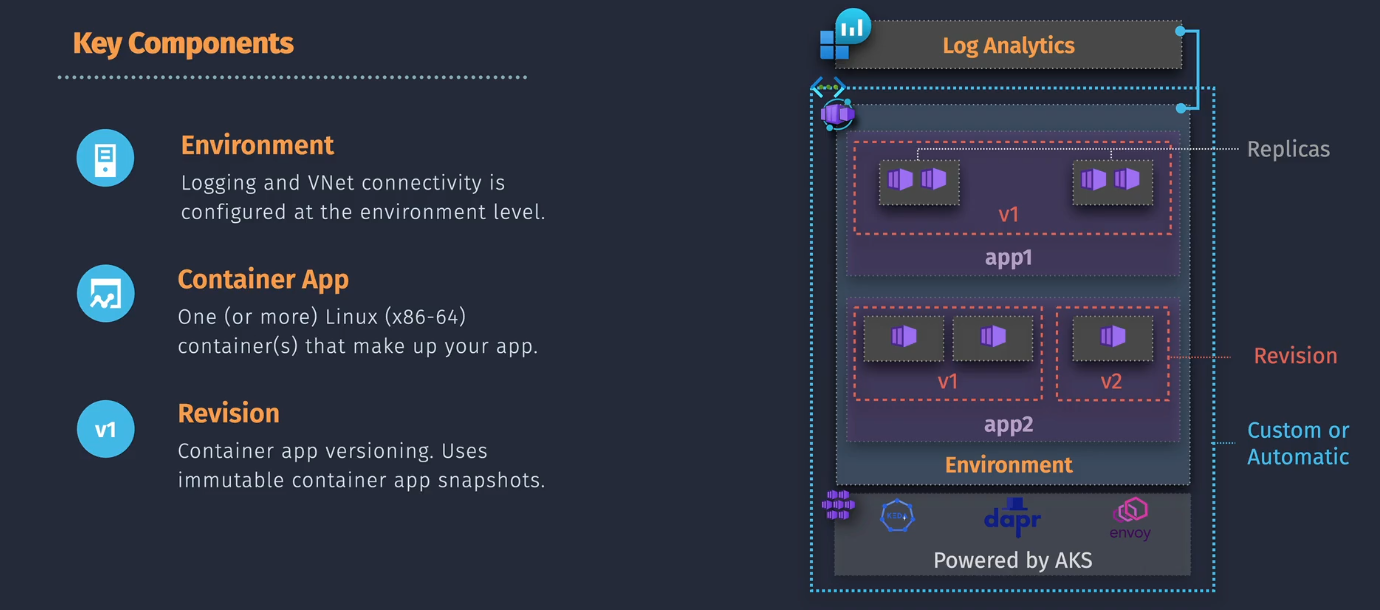 Key Components
Environment
Logging and VNet connectivity is
configured at the environment level.
Container App
One (or more) Linux (x86-64)
container(s) that make up your app.
v1
Revision
Container app versioning. Uses
immutable container app snapshots.
Log Analytics
Replicas
v1
app1
v1
v2
Revision
app2
Custom or
Automatic
Environment
KEDA
dapr
envoy
Powered by AKS